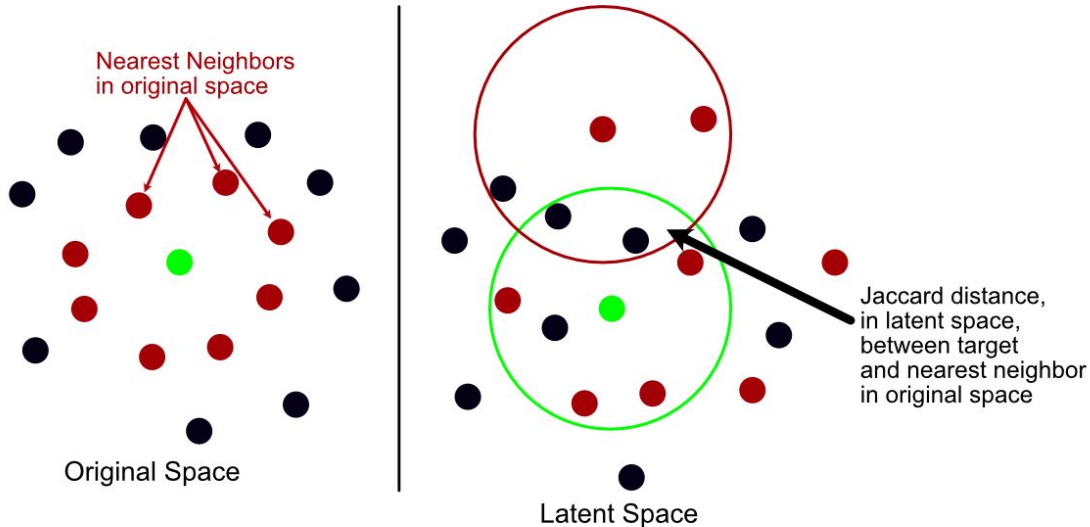 Nearest Neighbors
in original space
Original Space
Jaccard distance,
in latent space,
between target
and nearest neighbor
in original space
Latent Space